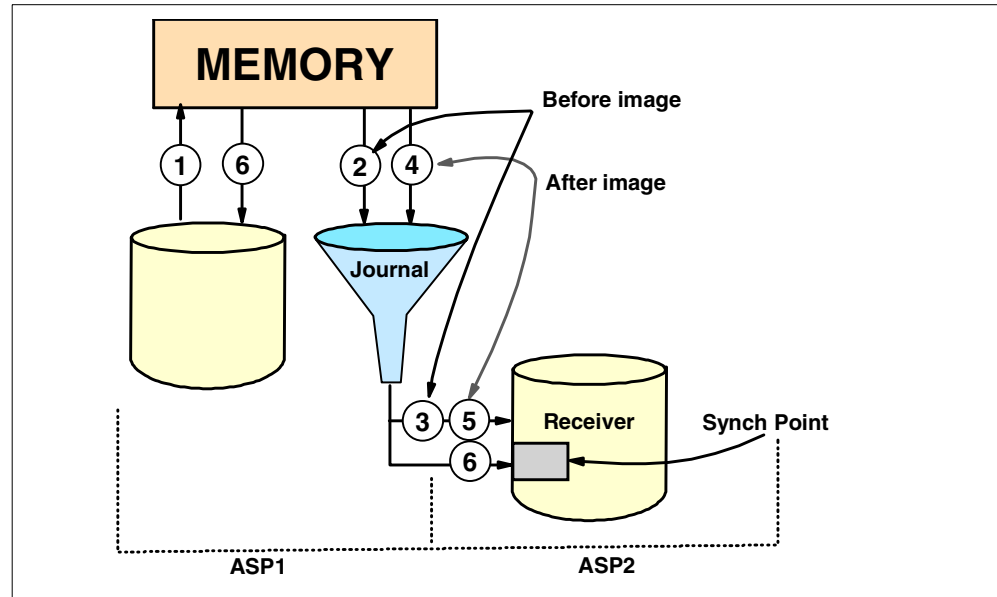 MEMORY
Before image
1
6
2
4
After image
Journal
3
5
Receiver
Synch Point
6
ASP1
ASP2